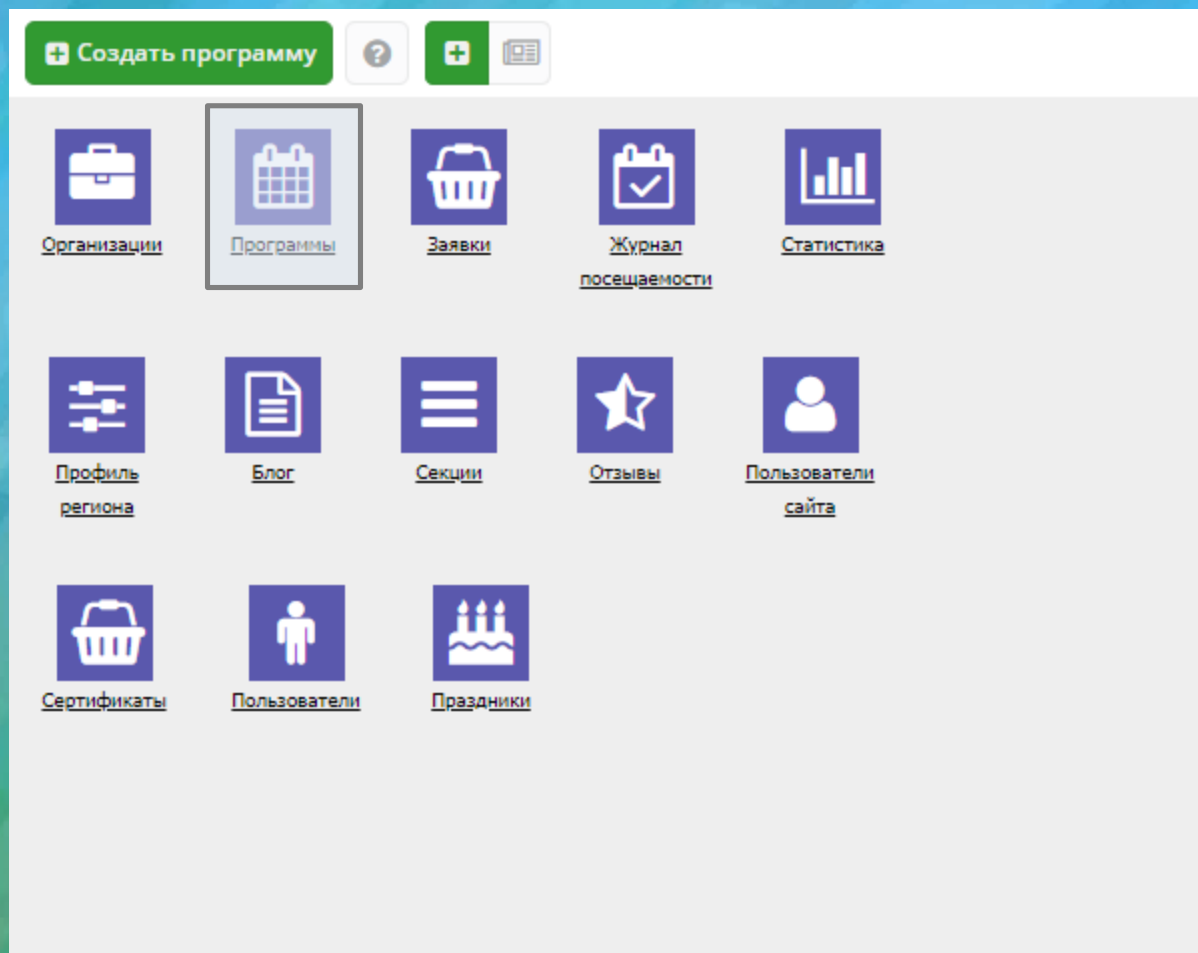 Создать программу
Организации
Программы
Заявки
Журнал
посещаемости
Статистика
Профиль
региона
Блог
Секции
Отзывы
Пользователи
сайта
Сертификаты
Пользователи
Праздники